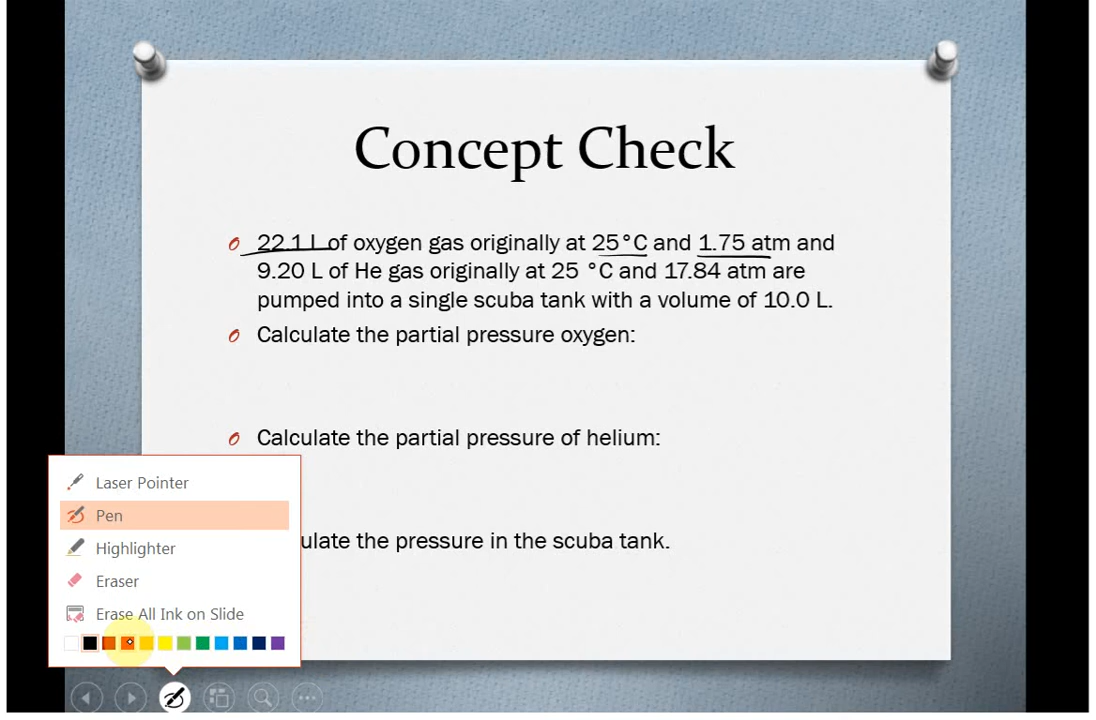 Concept Check
22.1 L of oxygen gas originally at 25°C and 1.75 atm and
9.20 L of He gas originally at 25 °C and 17.84 atm are
pumped into a single scuba tank with a volume of 10.0 L.
Calculate the partial pressure oxygen:
Calculate the partial pressure of helium:
ulate the pressure in the scuba tank.
Laser Pointer
Pen
Highlighter
Eraser
Erase All Ink on Slide